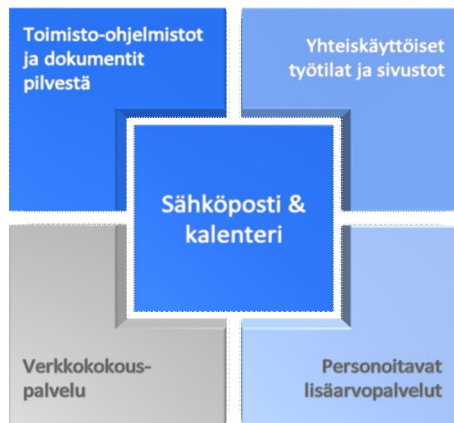 Toimisto-ohjelmistot
ja dokumentit
pilvestä
Yhteiskäyttöiset
työtilat ja sivustot
Sähköposti &
kalenteri
Verkkokokous-
palvelu
Personoitavat
lisäarvopalvelut